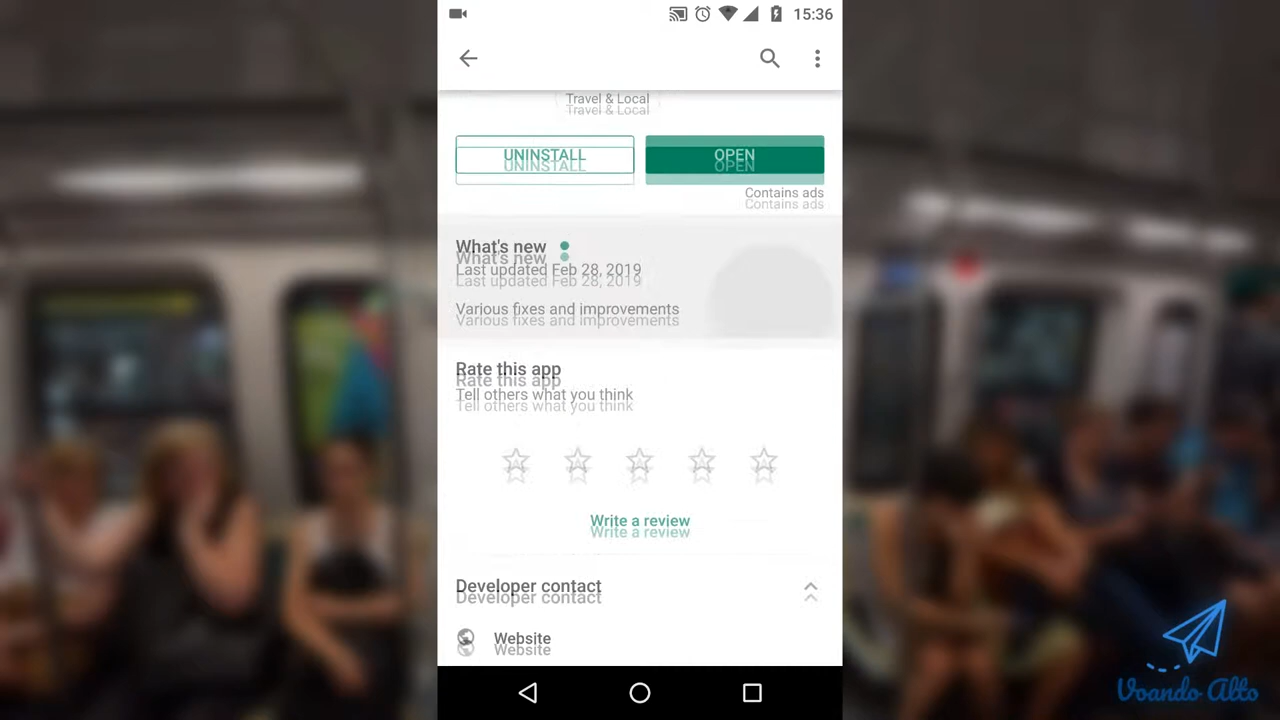 15:36
Travel & Local
UNINSTALL
OPEN
Contains ads
What's new
Last updated Feb 28, 2019
Various fixes and improvements
Rate this app
Tell others what you think
Write a review
Developer contact
Website
Voando Alto